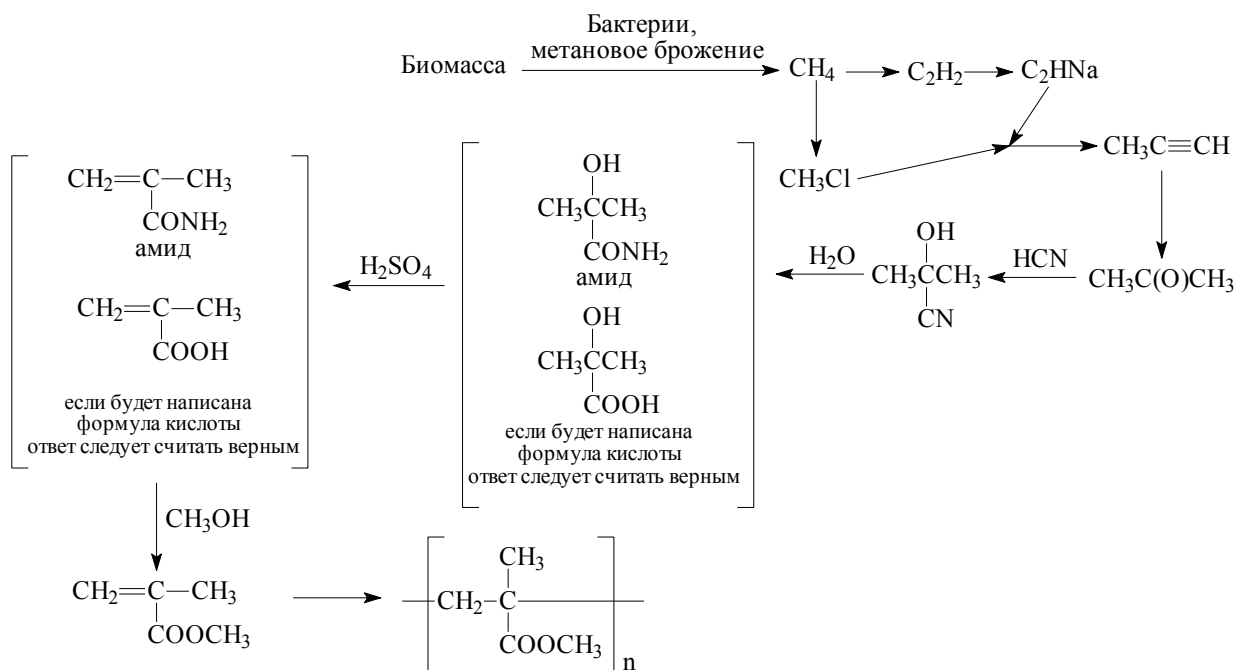 Бактерии,
метановое брожение
Биомасса
CH4
C2H2
C2HNa
CH3Cl
CH3C≡CH
CH3C(O)CH3
HCN
OH
CH3CCH3
CN
H2O
OH
CH3CCH3
CONH2
амид
OH
CH3CCH3
COOH
если будет написана
формула кислоты
ответ следует считать верным
H2SO4
CH2=C—CH3
CONH2
амид
CH2=C—CH3
COOH
если будет написана
формула кислоты
ответ следует считать верным
CH3OH
CH2=C—CH3
COOCH3
CH3
CH2—C
COOCH3
n